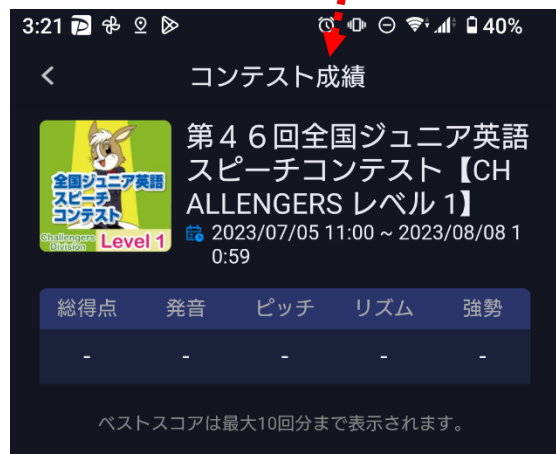 3:21 40%
コンテスト成績
全国ジュニア英語
スピーチ
コンテスト
Challengers
Division Level 1
第46回全国ジュニア英語
スピーチコンテスト【CH
ALLENGERS レベル 1】
2023/07/05 11:00 ~ 2023/08/08 1
0:59
総得点 発音 ピッチ リズム 強勢
- - - - -
ベストスコアは最大10回分まで表示されます。